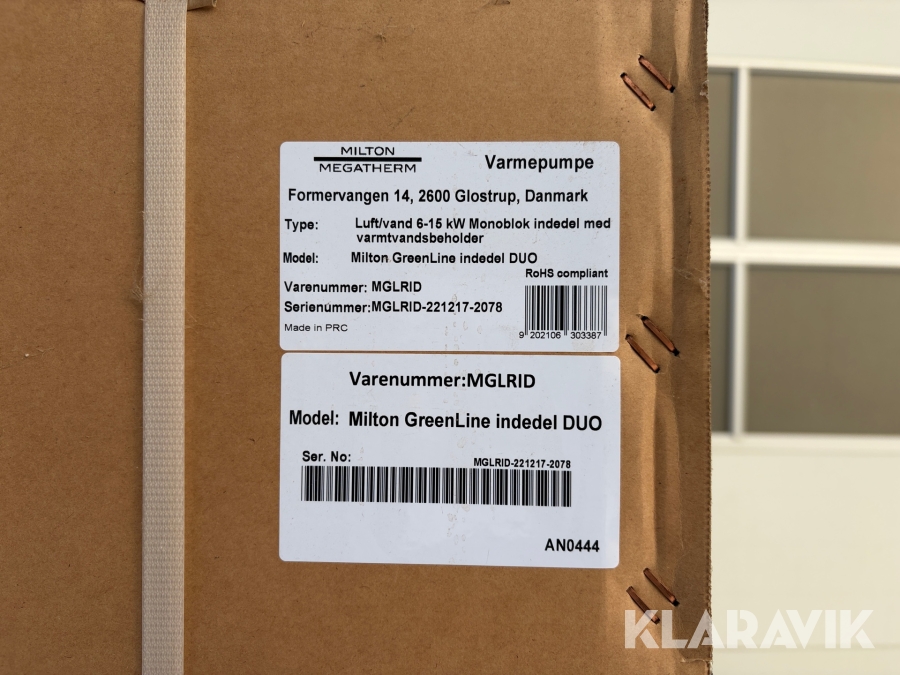 MILTON
MEGATHERM
Varmepumpe
Formervangen 14, 2600 Glostrup, Danmark
Type: Luft/vand 6-15 kW Monoblok indedel med
varmtvandsbeholder
Model: Milton GreenLine indedel DUO
RoHS compliant
Varenummer: MGLRID
Serienummer:MGLRID-221217-2078
Made in PRC
9 202106 303387
Varenummer:MGLRID
Model: Milton GreenLine indedel DUO
Ser. No:
MGLRID-221217-2078
AN0444
KLARAVIK